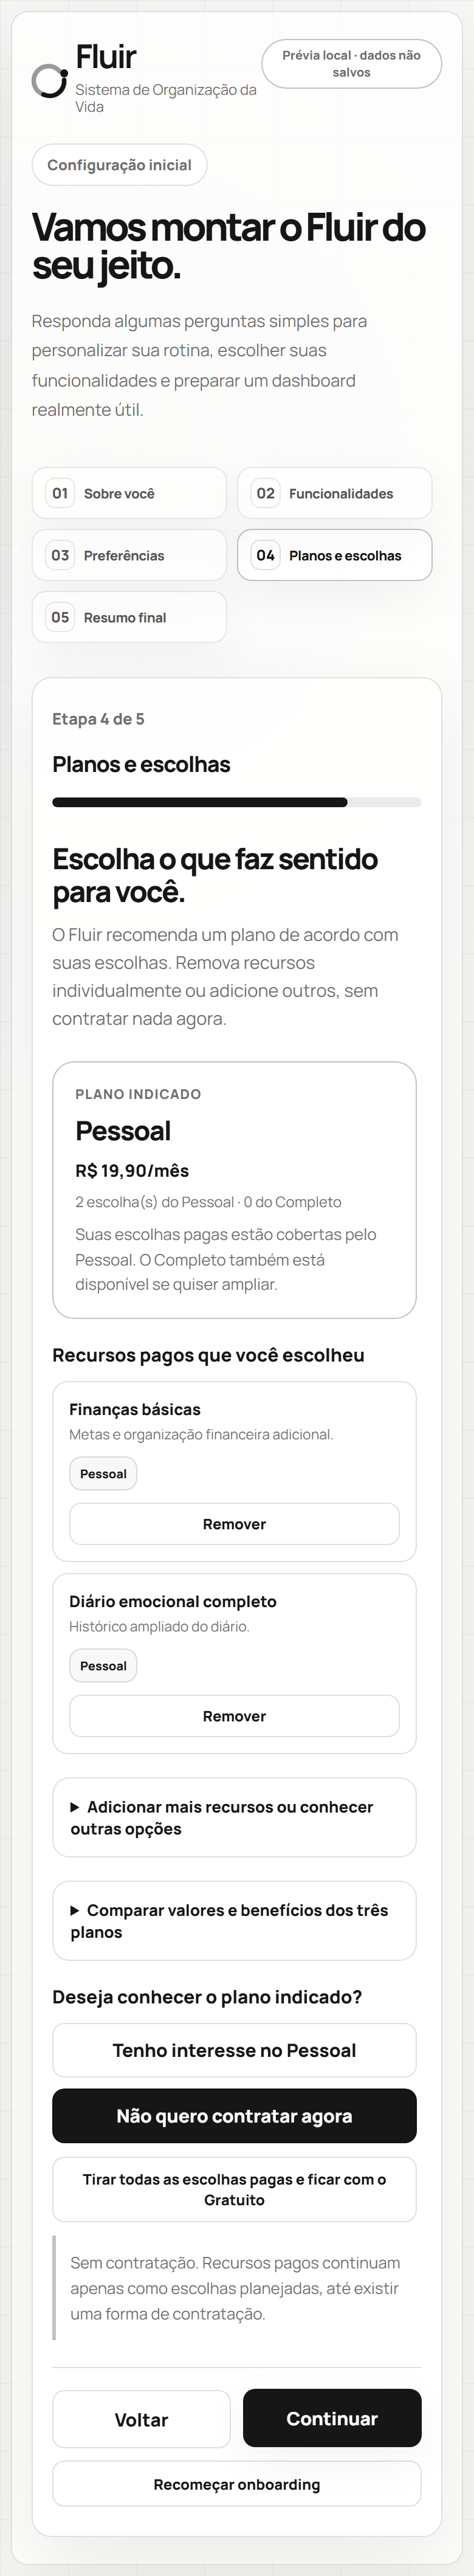 Fluir
Sistema de Organização da
Vida
Prévia local · dados não
salvos
Configuração inicial
Vamos montar o Fluir do
seu jeito.
Responda algumas perguntas simples para
personalizar sua rotina, escolher suas
funcionalidades e preparar um dashboard
realmente útil.
01 Sobre você
02 Funcionalidades
03 Preferências
04 Planos e escolhas
05 Resumo final
Etapa 4 de 5
Planos e escolhas
Escolha o que faz sentido
para você.
O Fluir recomenda um plano de acordo com
suas escolhas. Remova recursos
individualmente ou adicione outros, sem
contratar nada agora.
PLANO INDICADO
Pessoal
R$ 19,90/mês
2 escolha(s) do Pessoal · 0 do Completo
Suas escolhas pagas estão cobertas pelo
Pessoal. O Completo também está
disponível se quiser ampliar.
Recursos pagos que você escolheu
Finanças básicas
Metas e organização financeira adicional.
Pessoal
Remover
Diário emocional completo
Histórico ampliado do diário.
Pessoal
Remover
▶ Adicionar mais recursos ou conhecer
outras opções
▶ Comparar valores e benefícios dos três
planos
Deseja conhecer o plano indicado?
Tenho interesse no Pessoal
Não quero contratar agora
Tirar todas as escolhas pagas e ficar com o
Gratuito
Sem contratação. Recursos pagos continuam
apenas como escolhas planejadas, até existir
uma forma de contratação.
Voltar
Continuar
Recomeçar onboarding